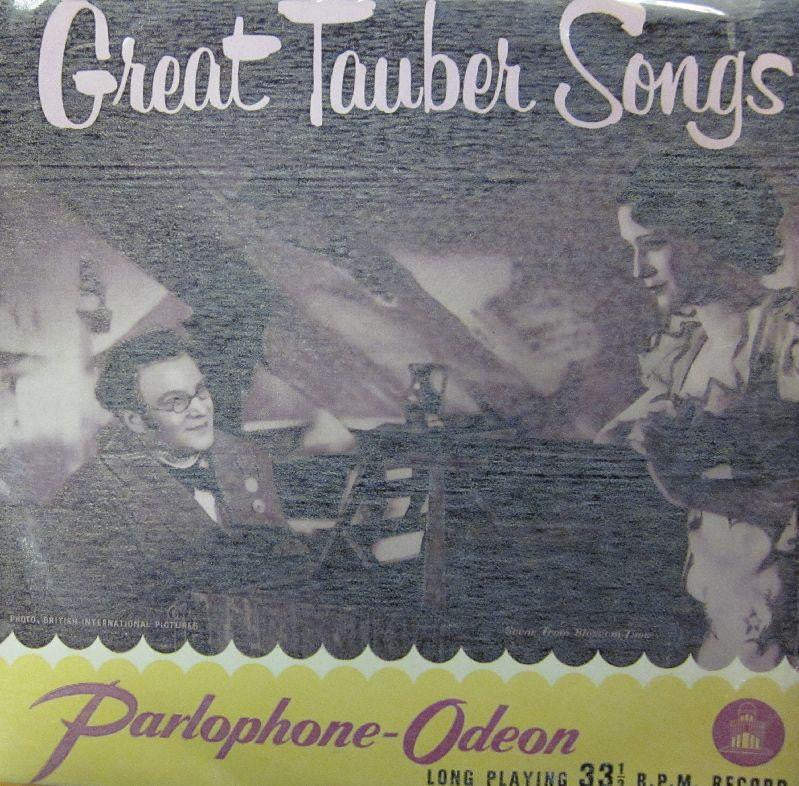 Great Tauber Songs
PHOTO, BRITISH INTERNATIONAL PICTURES
Scene from Blossom Time
Parlophone-Odeon
LONG PLAYING 33⅓ R.P.M. RECORD